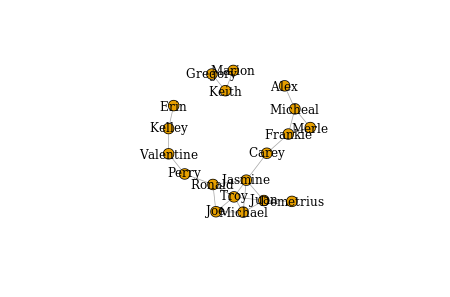 Marion
Gregory
Keith
Alex
Erin
Micheal
Kelley
Merle
Frankie
Valentine
Carey
Perry
Jasmine
Ronald
Troy
Juan
Demetrius
Joe
Michael